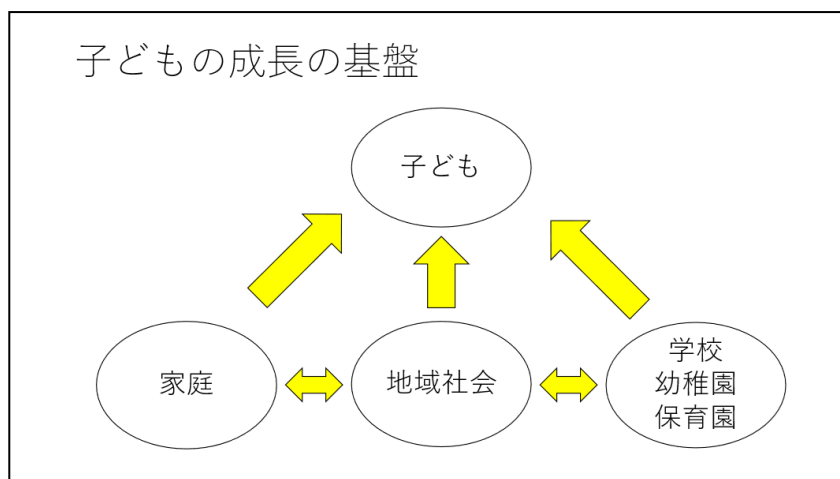 子どもの成長の基盤
子ども
家庭
地域社会
学校
幼稚園
保育園